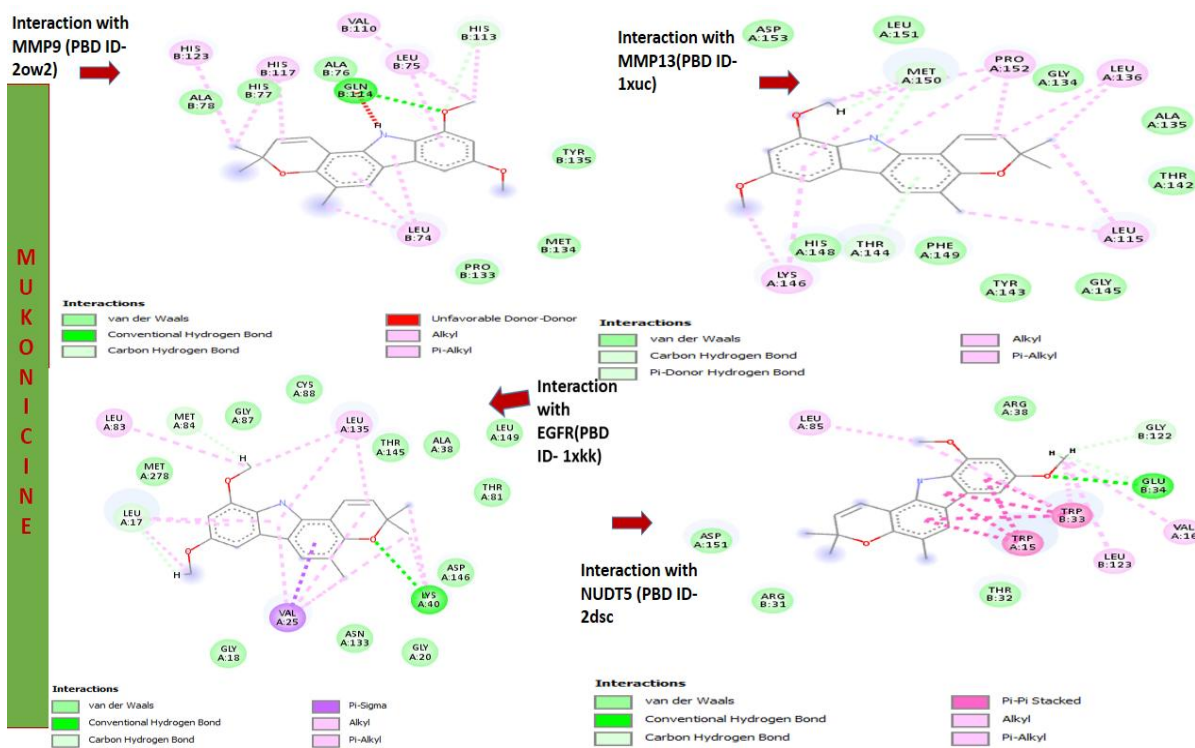 MUKONICINE
Interaction with
MMP9 (PBD ID-
2ow2)
VAL
B:110
HIS
B:113
HIS
B:123
HIS
B:117
ALA
B:76
LEU
B:75
ALA
B:78
HIS
B:77
GLN
B:114
H
N
O
O
O
TYR
B:135
LEU
B:74
MET
B:134
PRO
B:133
Interactions
van der Waals
Conventional Hydrogen Bond
Carbon Hydrogen Bond
Unfavorable Donor-Donor
Alkyl
Pi-Alkyl
Interaction with
MMP13(PBD ID-
1xuc)
ASP
A:153
LEU
A:151
MET
A:150
PRO
A:152
GLY
A:134
LEU
A:136
ALA
A:135
THR
A:142
H
O
N
O
O
HIS
A:148
THR
A:144
PHE
A:149
LEU
A:115
LYS
A:146
TYR
A:143
GLY
A:145
Interactions
van der Waals
Carbon Hydrogen Bond
Pi-Donor Hydrogen Bond
Alkyl
Pi-Alkyl
Interaction
with
EGFR(PBD
ID- 1xkk)
CYS
A:88
LEU
A:83
MET
A:84
GLY
A:87
LEU
A:135
THR
A:145
ALA
A:38
LEU
A:149
MET
A:278
THR
A:81
LEU
A:17
H
O
N
O
O
H
ASP
A:146
LYS
A:40
VAL
A:25
ASN
A:133
GLY
A:18
GLY
A:20
Interactions
van der Waals
Conventional Hydrogen Bond
Carbon Hydrogen Bond
Pi-Sigma
Alkyl
Pi-Alkyl
Interaction with
NUDT5 (PBD ID-
2dsc
LEU
B:85
ARG
A:38
GLY
B:122
GLU
B:34
O
H
H
O
N
O
TRP
B:33
TRP
A:15
VAL
A:16
LEU
B:123
ASP
A:151
ARG
B:31
THR
B:32
Interactions
van der Waals
Conventional Hydrogen Bond
Carbon Hydrogen Bond
Pi-Pi Stacked
Alkyl
Pi-Alkyl